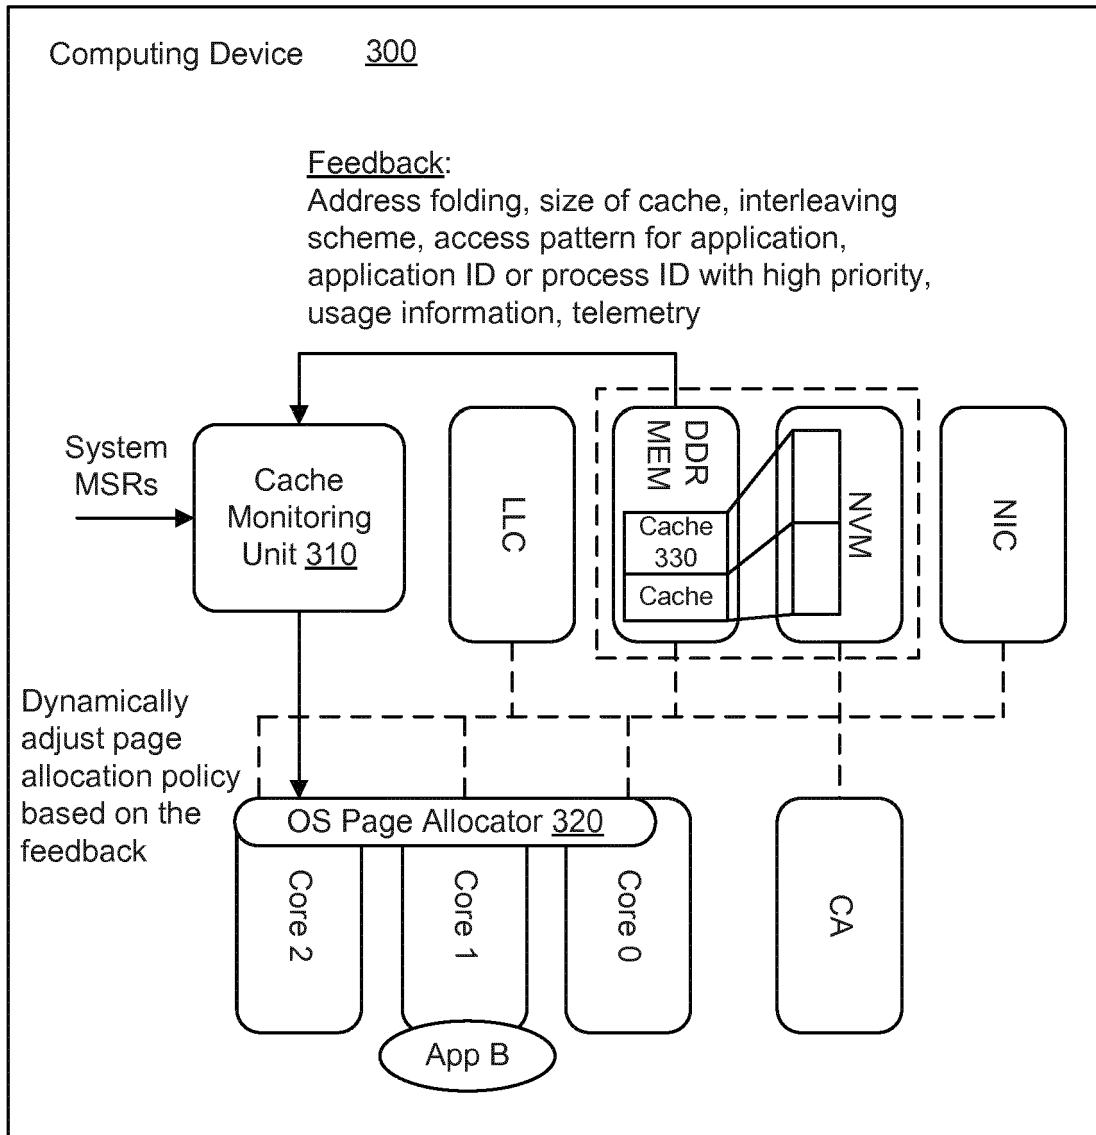 Computing Device 300
Feedback:
Address folding, size of cache, interleaving
scheme, access pattern for application,
application ID or process ID with high priority,
usage information, telemetry
System
MSRs
Cache
Monitoring
Unit 310
LLC
DDR
MEM
Cache
330
Cache
NVM
NIC
Dynamically
adjust page
allocation policy
based on the
feedback
OS Page Allocator 320
Core 2
Core 1
Core 0
CA
App B